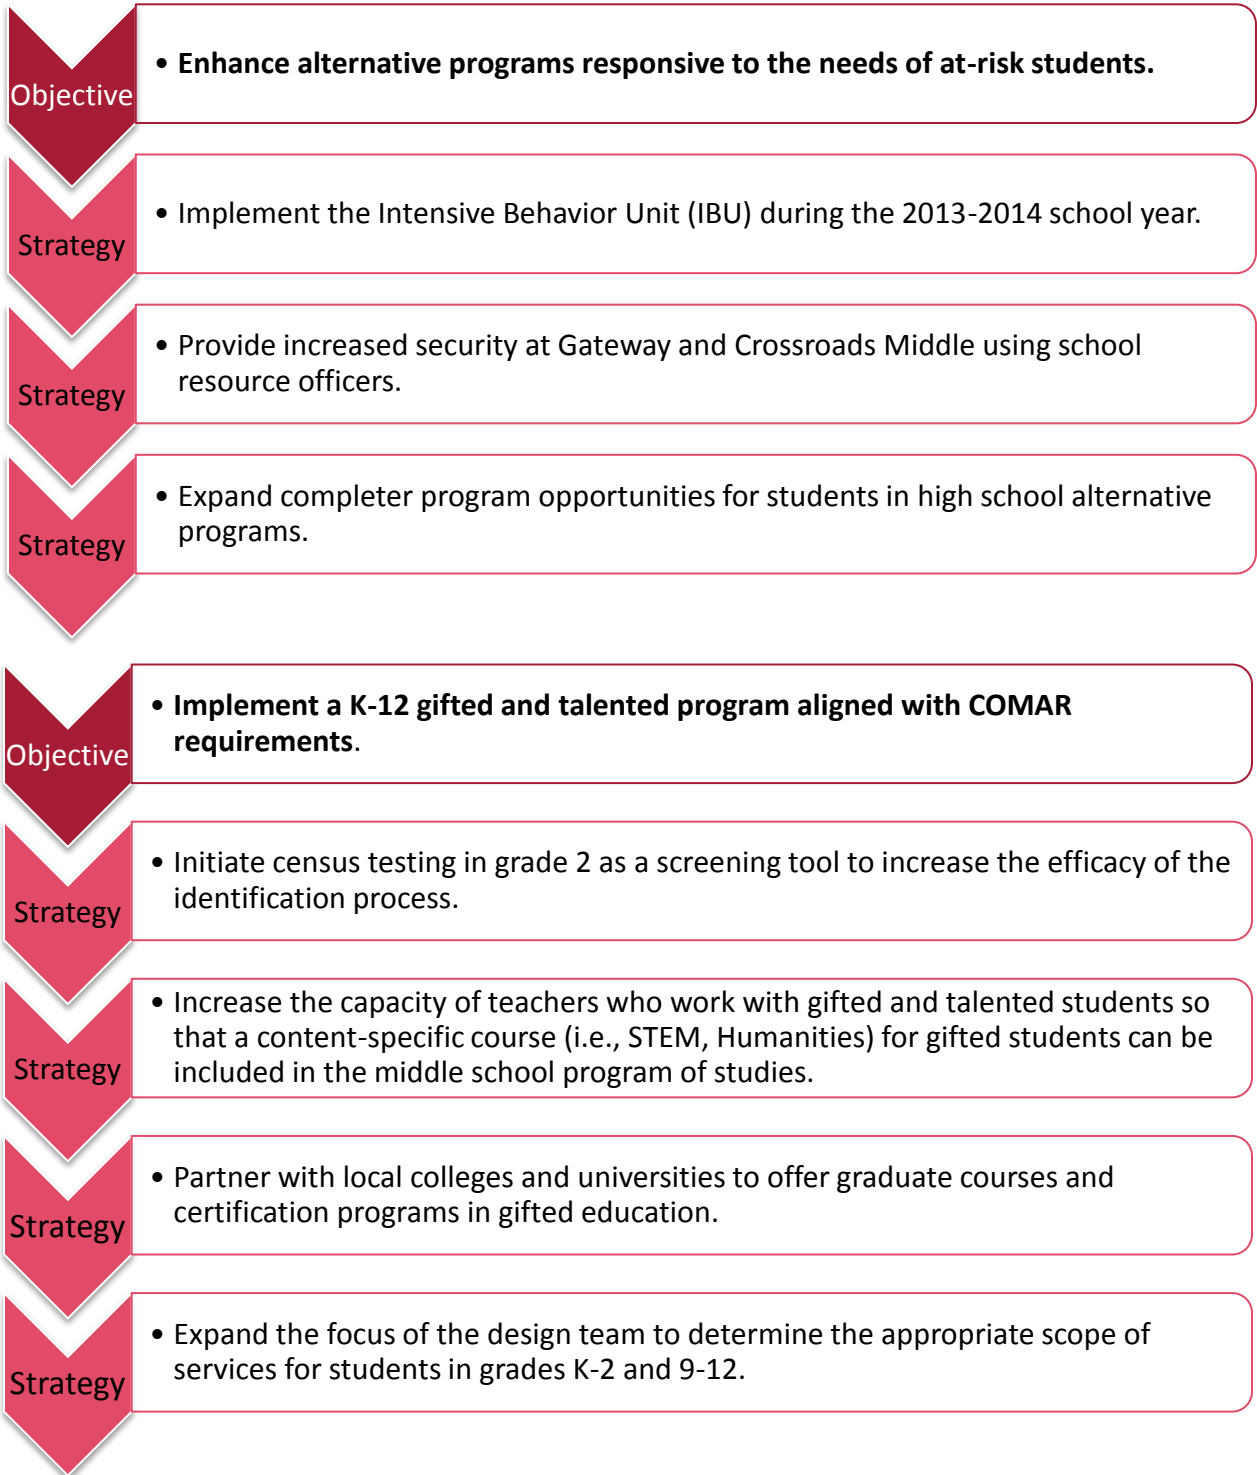 Objective
• Enhance alternative programs responsive to the needs of at-risk students.
Strategy
• Implement the Intensive Behavior Unit (IBU) during the 2013-2014 school year.
Strategy
• Provide increased security at Gateway and Crossroads Middle using school
resource officers.
Strategy
• Expand completer program opportunities for students in high school alternative
programs.
Objective
• Implement a K-12 gifted and talented program aligned with COMAR
requirements.
Strategy
• Initiate census testing in grade 2 as a screening tool to increase the efficacy of the
identification process.
Strategy
• Increase the capacity of teachers who work with gifted and talented students so
that a content-specific course (i.e., STEM, Humanities) for gifted students can be
included in the middle school program of studies.
Strategy
• Partner with local colleges and universities to offer graduate courses and
certification programs in gifted education.
Strategy
• Expand the focus of the design team to determine the appropriate scope of
services for students in grades K-2 and 9-12.